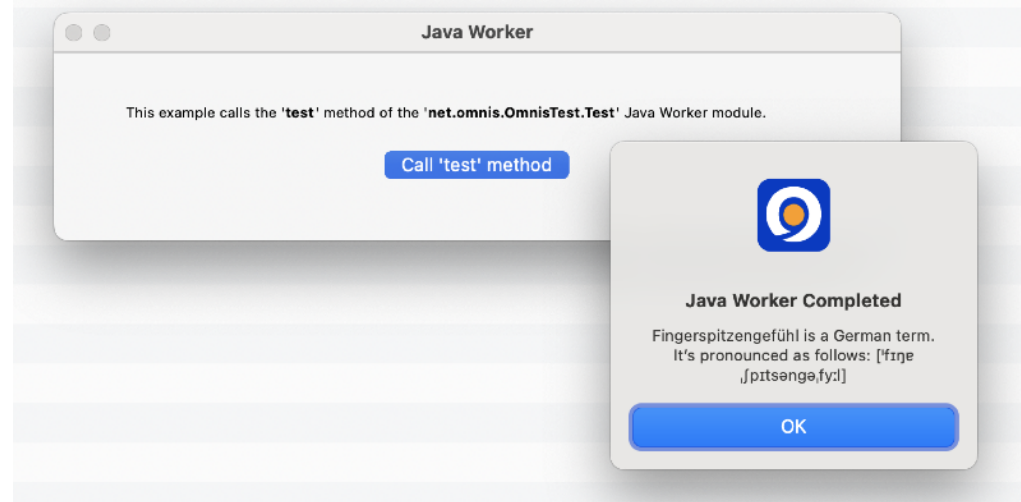 Java Worker
This example calls the 'test' method of the 'net.omnis.OmnisTest.Test' Java Worker module.
Call 'test' method
Java Worker Completed
Fingerspitzengefühl is a German term.
It's pronounced as follows: [ˈfɪŋɐ
ˌʃpɪtsəngəˌfyːl]
OK